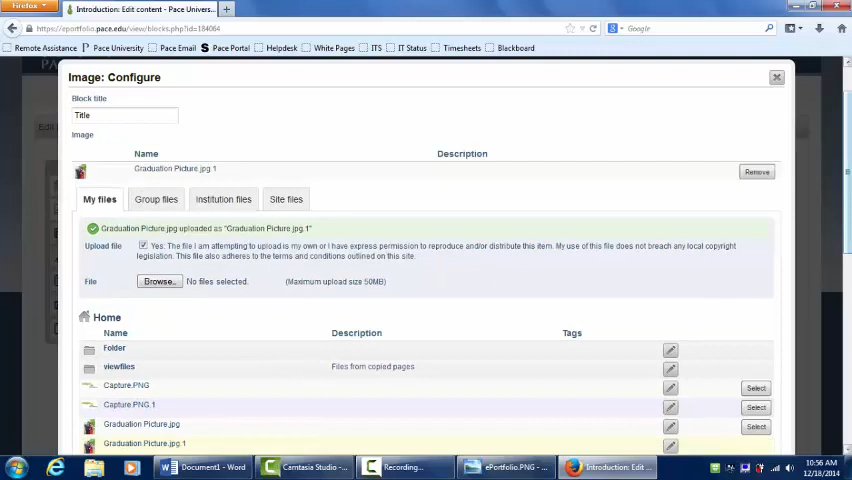 Firefox
Introduction: Edit content - Pace Univers...
https://eportfolio.pace.edu/view/blocks.php?id=184064
Google
Remote Assistance
Pace University
Pace Email
Pace Portal
Helpdesk
White Pages
ITS
IT Status
Timesheets
Blackboard
Image: Configure
Block title
Title
Image
Name Description
Graduation Picture.jpg.1
Remove
My files Group files Institution files Site files
Graduation Picture.jpg uploaded as "Graduation Picture.jpg.1"
Upload file Yes: The file I am attempting to upload is my own or I have express permission to reproduce and/or distribute this item. My use of this file does not breach any local copyright
legislation. This file also adheres to the terms and conditions outlined on this site.
File Browse.. No files selected. (Maximum upload size 50MB)
Home
Name Description Tags
Folder
viewfiles Files from copied pages
Capture.PNG Select
Capture.PNG.1 Select
Graduation Picture.jpg Select
Graduation Picture.jpg.1
Document1 - Word
Camtasia Studio -...
Recording...
ePortfolio.PNG - ...
Introduction: Edit ...
10:56 AM
12/18/2014